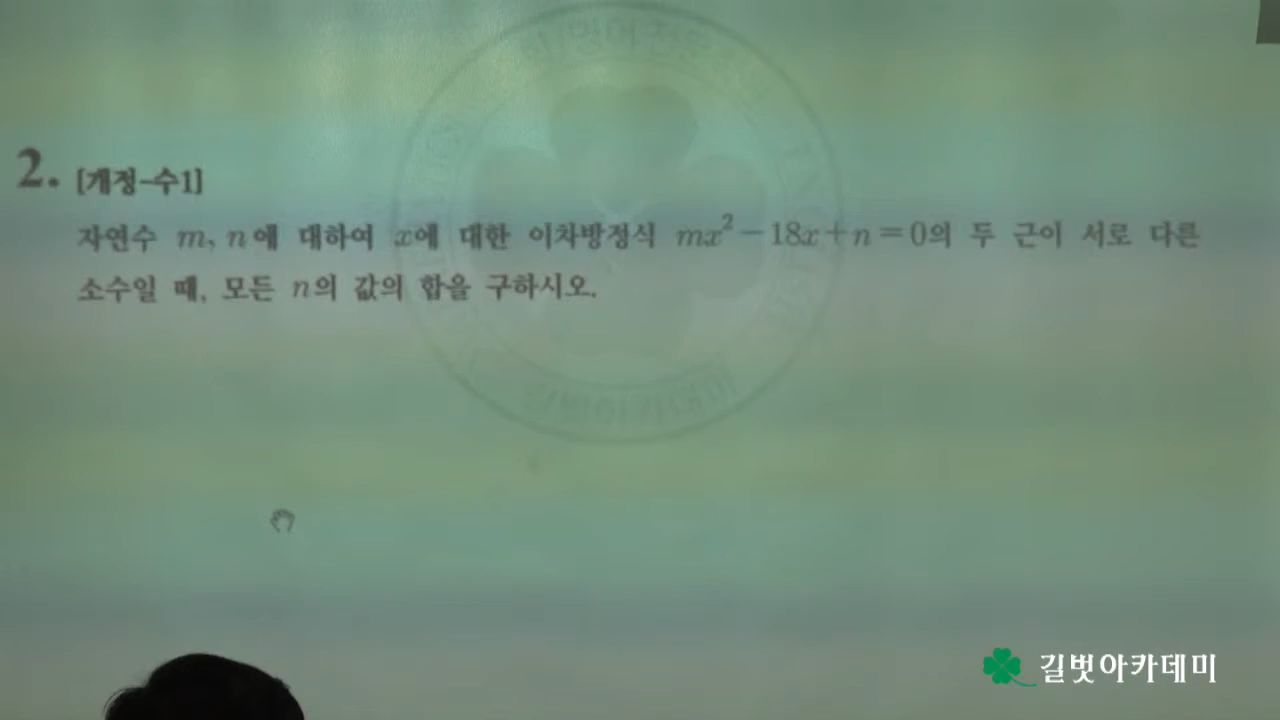 2. [개정-수1]
자연수 m, n에 대하여 x에 대한 이차방정식 mx² - 18x + n = 0의 두 근이 서로 다른
소수일 때, 모든 n의 값의 합을 구하시오.
길벗아카데미